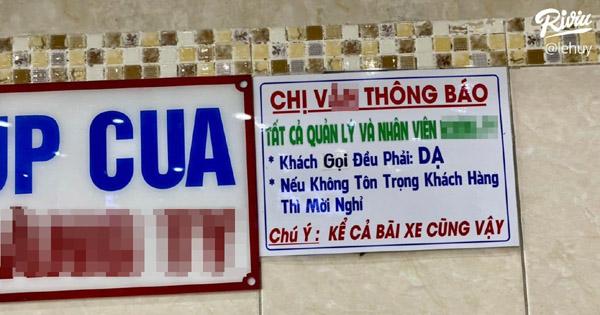 Riviu
@lehuy
UP CUA
CHỊ THÔNG BÁO
TẤT CẢ QUẢN LÝ VÀ NHÂN VIÊN
* Khách Gọi Đều Phải: DẠ
* Nếu Không Tôn Trọng Khách Hàng
Thì Mời Nghỉ
Chú Ý : KỂ CẢ BÃI XE CŨNG VẬY